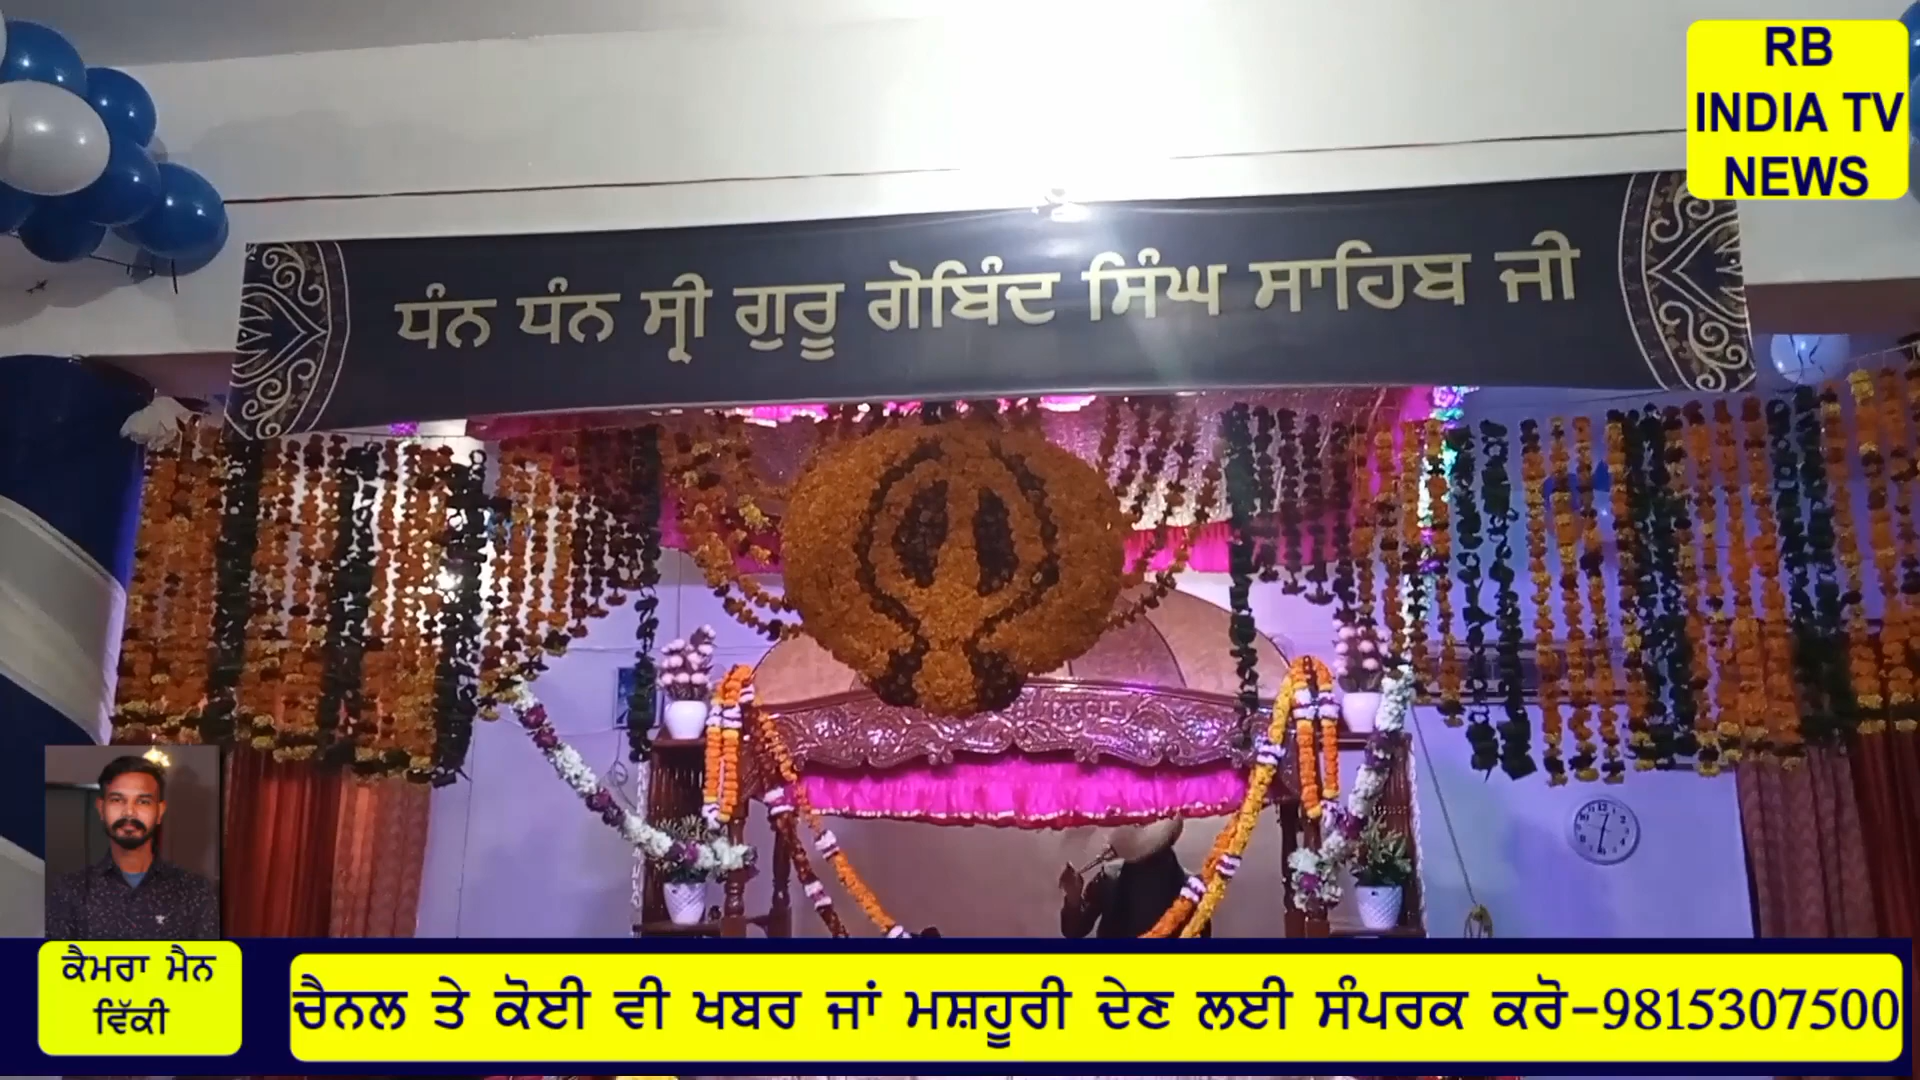 RB
INDIA TV
NEWS
ਧੰਨ ਧੰਨ ਸ੍ਰੀ ਗੁਰੂ ਗੋਬਿੰਦ ਸਿੰਘ ਸਾਹਿਬ ਜੀ
ਕੈਮਰਾ ਮੈਨ
ਵਿੱਕੀ
ਚੈਨਲ ਤੇ ਕੋਈ ਵੀ ਖਬਰ ਜਾਂ ਮਸ਼ਹੂਰੀ ਦੇਣ ਲਈ ਸੰਪਰਕ ਕਰੋ-9815307500